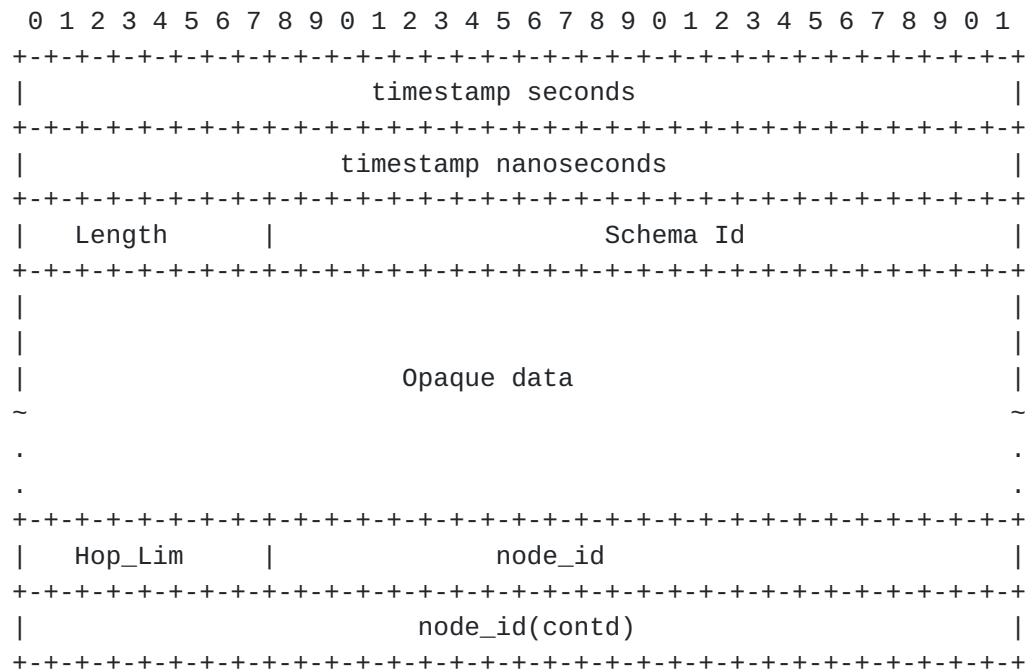 0 1 2 3 4 5 6 7 8 9 0 1 2 3 4 5 6 7 8 9 0 1 2 3 4 5 6 7 8 9 0 1
+-+-+-+-+-+-+-+-+-+-+-+-+-+-+-+-+-+-+-+-+-+-+-+-+-+-+-+-+-+-+-+-+
|                      timestamp seconds                        |
+-+-+-+-+-+-+-+-+-+-+-+-+-+-+-+-+-+-+-+-+-+-+-+-+-+-+-+-+-+-+-+-+
|                    timestamp nanoseconds                      |
+-+-+-+-+-+-+-+-+-+-+-+-+-+-+-+-+-+-+-+-+-+-+-+-+-+-+-+-+-+-+-+-+
|   Length      |                     Schema Id                 |
+-+-+-+-+-+-+-+-+-+-+-+-+-+-+-+-+-+-+-+-+-+-+-+-+-+-+-+-+-+-+-+-+
|                                                               |
|                                                               |
|                        Opaque data                            |
~                                                               ~
.                                                               .
.                                                               .
+-+-+-+-+-+-+-+-+-+-+-+-+-+-+-+-+-+-+-+-+-+-+-+-+-+-+-+-+-+-+-+-+
|   Hop_Lim     |              node_id                          |
+-+-+-+-+-+-+-+-+-+-+-+-+-+-+-+-+-+-+-+-+-+-+-+-+-+-+-+-+-+-+-+-+
|                         node_id(contd)                        |
+-+-+-+-+-+-+-+-+-+-+-+-+-+-+-+-+-+-+-+-+-+-+-+-+-+-+-+-+-+-+-+-+